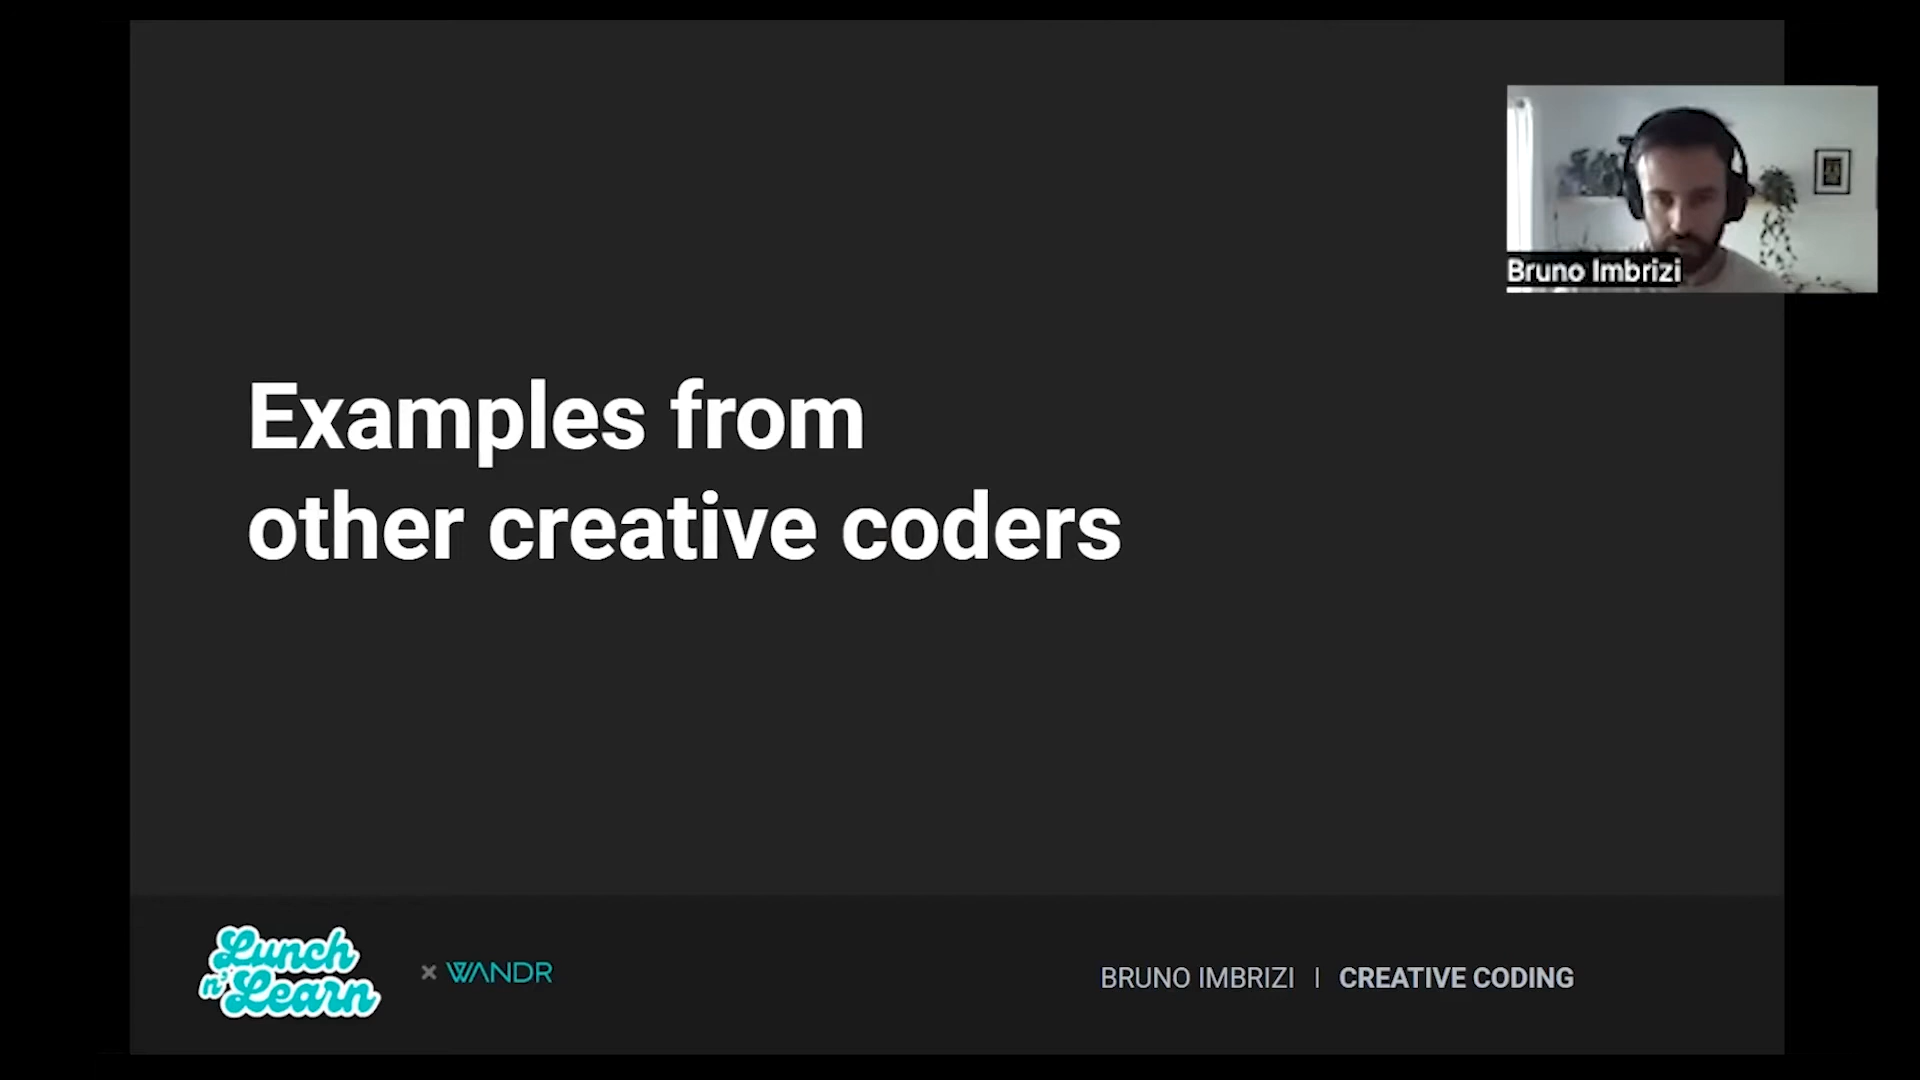 Bruno Imbrizi
Examples from
other creative coders
Lunch
n' Learn
× WANDR
BRUNO IMBRIZI | CREATIVE CODING